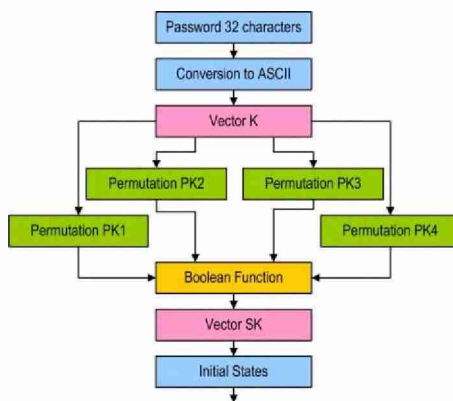 Password 32 characters
Conversion to ASCII
Vector K
Permutation PK2
Permutation PK3
Permutation PK1
Permutation PK4
Boolean Function
Vector SK
Initial States